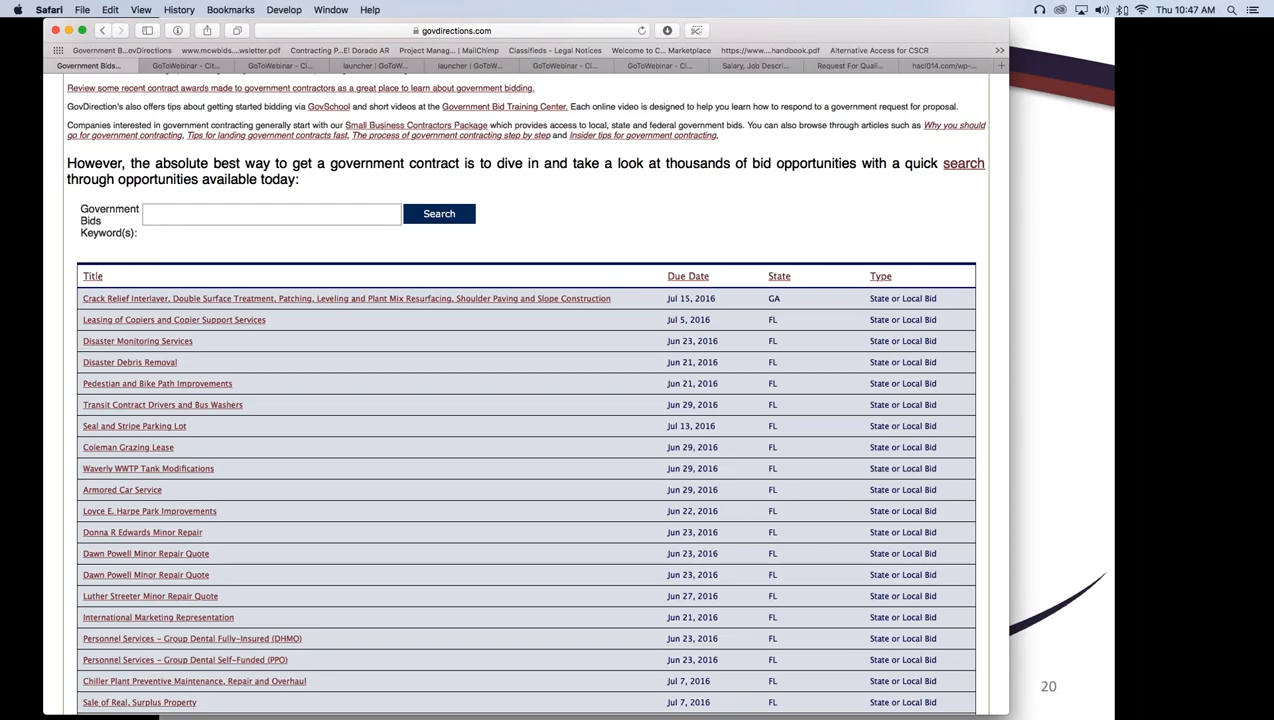 Safari File Edit View History Bookmarks Develop Window Help Thu 10:47 AM
govdirections.com
Government B...ovDirections www.mcwbids....wsletter.pdf Contracting P...El Dorado AR Project Manag... | MailChimp Classifieds - Legal Notices Welcome to C... Marketplace https://www....handbook.pdf Alternative Access for CSCR >>
Government Bids... GoToWebinar - Cit... GoToWebinar - Ci... launcher | GoToW... launcher | GoToW... GoToWebinar - Ci... GoToWebinar - Ci... Salary, Job Descri... Request For Quali... hacl014.com/wp-... +
Review some recent contract awards made to government contractors as a great place to learn about government bidding.
GovDirection's also offers tips about getting started bidding via GovSchool and short videos at the Government Bid Training Center. Each online video is designed to help you learn how to respond to a government request for proposal.
Companies interested in government contracting generally start with our Small Business Contractors Package which provides access to local, state and federal government bids. You can also browse through articles such as Why you should
go for government contracting, Tips for landing government contracts fast, The process of government contracting step by step and Insider tips for government contracting.
However, the absolute best way to get a government contract is to dive in and take a look at thousands of bid opportunities with a quick search
through opportunities available today:
Government
Bids
Keyword(s):
Search
Title Due Date State Type
Crack Relief Interlayer, Double Surface Treatment, Patching, Leveling and Plant Mix Resurfacing, Shoulder Paving and Slope Construction Jul 15, 2016 GA State or Local Bid
Leasing of Copiers and Copier Support Services Jul 5, 2016 FL State or Local Bid
Disaster Monitoring Services Jun 23, 2016 FL State or Local Bid
Disaster Debris Removal Jun 21, 2016 FL State or Local Bid
Pedestian and Bike Path Improvements Jun 21, 2016 FL State or Local Bid
Transit Contract Drivers and Bus Washers Jun 29, 2016 FL State or Local Bid
Seal and Stripe Parking Lot Jul 13, 2016 FL State or Local Bid
Coleman Grazing Lease Jun 29, 2016 FL State or Local Bid
Waverly WWTP Tank Modifications Jun 29, 2016 FL State or Local Bid
Armored Car Service Jun 29, 2016 FL State or Local Bid
Loyce E. Harpe Park Improvements Jun 22, 2016 FL State or Local Bid
Donna R Edwards Minor Repair Jun 23, 2016 FL State or Local Bid
Dawn Powell Minor Repair Quote Jun 23, 2016 FL State or Local Bid
Dawn Powell Minor Repair Quote Jun 23, 2016 FL State or Local Bid
Luther Streeter Minor Repair Quote Jun 27, 2016 FL State or Local Bid
International Marketing Representation Jun 21, 2016 FL State or Local Bid
Personnel Services - Group Dental Fully-Insured (DHMO) Jun 23, 2016 FL State or Local Bid
Personnel Services - Group Dental Self-Funded (PPO) Jun 23, 2016 FL State or Local Bid
Chiller Plant Preventive Maintenance, Repair and Overhaul Jul 7, 2016 FL State or Local Bid
Sale of Real, Surplus Property Jul 7, 2016 FL State or Local Bid
20